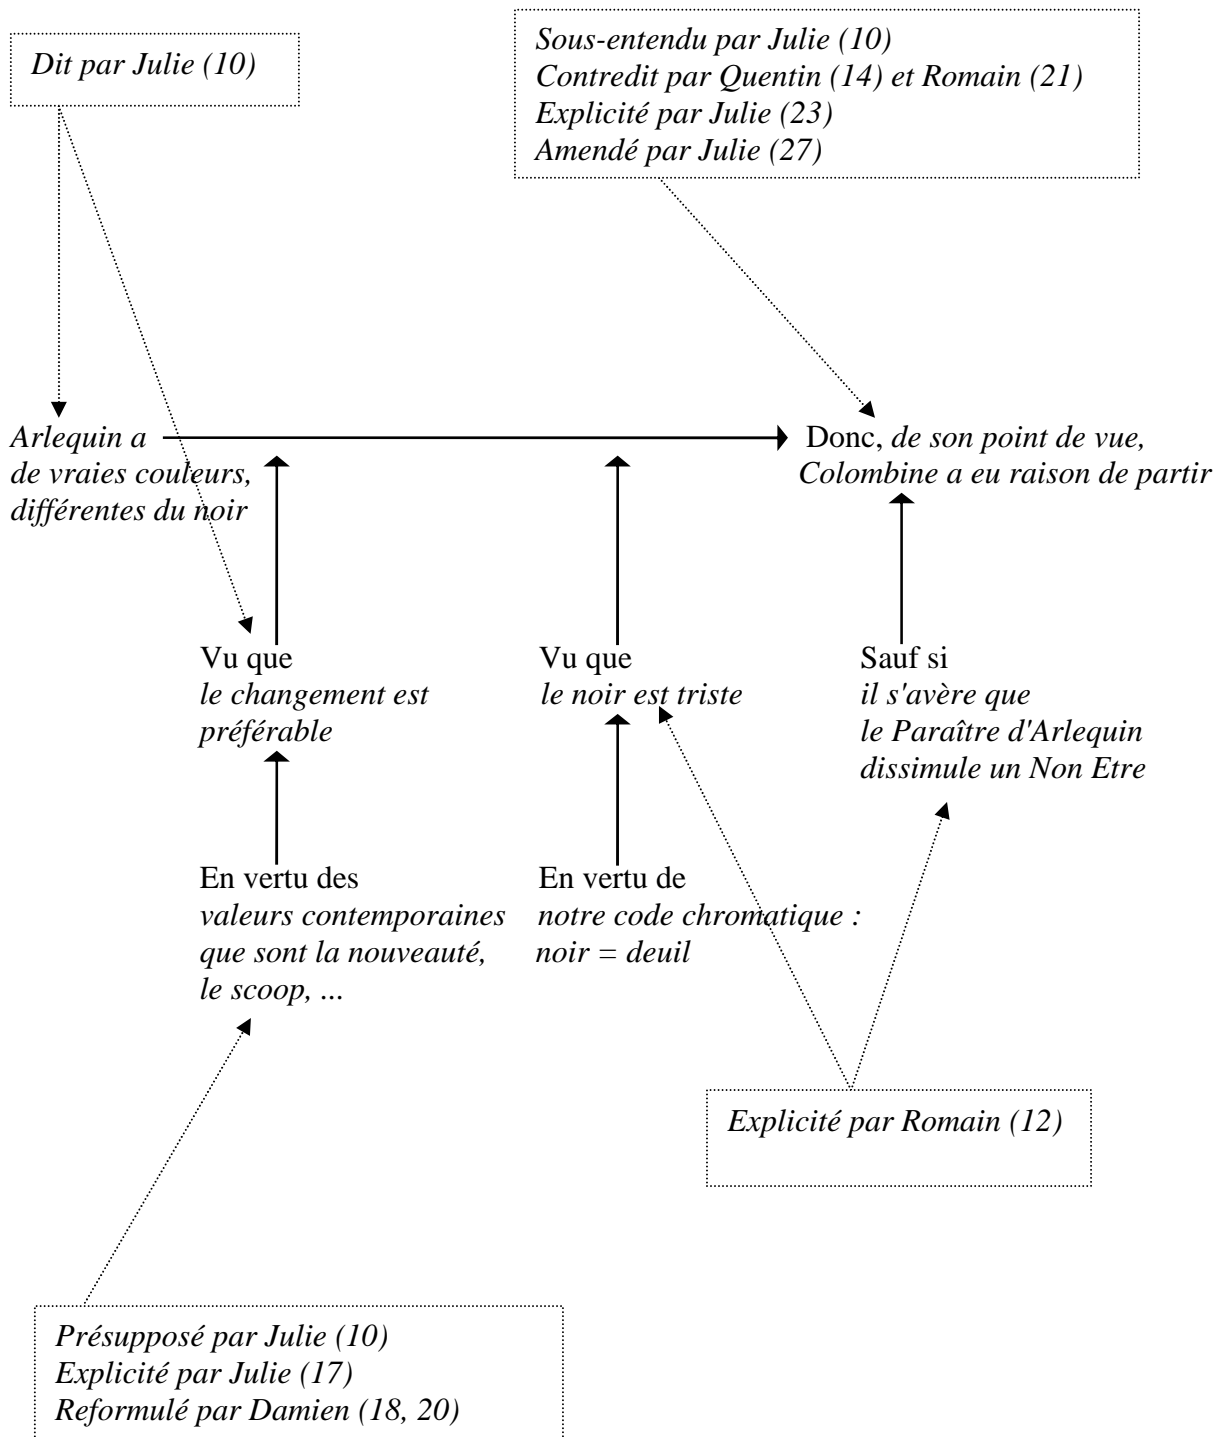 Dit par Julie (10)
Sous-entendu par Julie (10)
Contredit par Quentin (14) et Romain (21)
Explicité par Julie (23)
Amendé par Julie (27)
Arlequin a
de vraies couleurs,
différentes du noir
Donc, de son point de vue,
Colombine a eu raison de partir
Vu que
le changement est
préférable
Vu que
le noir est triste
Sauf si
il s'avère que
le Paraître d'Arlequin
dissimule un Non Etre
En vertu des
valeurs contemporaines
que sont la nouveauté,
le scoop, ...
En vertu de
notre code chromatique :
noir = deuil
Explicité par Romain (12)
Présupposé par Julie (10)
Explicité par Julie (17)
Reformulé par Damien (18, 20)